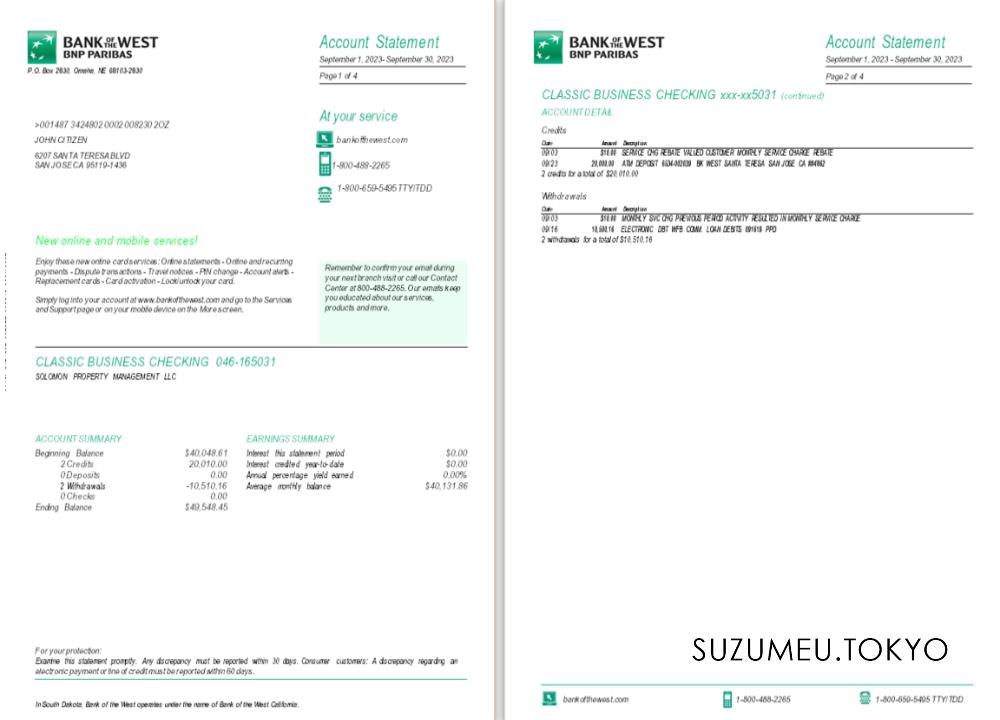 BANK OF THE WEST
BNP PARIBAS
P.O. Box 2830, Omaha, NE 68103-2830
Account Statement
September 1, 2023- September 30, 2023
Page 1 of 4
>001487 3424802 0002 008230 2OZ
JOHN CITIZEN
6207 SANTA TERESA BLVD
SAN JOSE CA 95119-1436
At your service
bankofthewest.com
1-800-488-2265
1-800-659-5495 TTY/TDD
New online and mobile services!
Enjoy these new online card services: Online statements - Online and recurring
payments - Dispute transactions - Travel notices - PIN change - Account alerts -
Replacement cards - Card activation - Lock/unlock your card.
Simply log into your account at www.bankofthewest.com and go to the Services
and Support page or on your mobile device on the More screen.
Remember to confirm your email during
your next branch visit or call our Contact
Center at 800-488-2265. Our emails keep
you educated about our services,
products and more.
CLASSIC BUSINESS CHECKING 046-165031
SOLOMON PROPERTY MANAGEMENT LLC
ACCOUNT SUMMARY
Beginning Balance $40,048.61
2 Credits 20,010.00
0 Deposits 0.00
2 Withdrawals -10,510.16
0 Checks 0.00
Ending Balance $49,548.45
EARNINGS SUMMARY
Interest this statement period $0.00
Interest credited year-to-date $0.00
Annual percentage yield earned 0.00%
Average monthly balance $40,131.86
For your protection:
Examine this statement promptly. Any discrepancy must be reported within 30 days. Consumer customers: A discrepancy regarding an
electronic payment or line of credit must be reported within 60 days.
In South Dakota, Bank of the West operates under the name of Bank of the West California.
BANK OF THE WEST
BNP PARIBAS
Account Statement
September 1, 2023 - September 30, 2023
Page 2 of 4
CLASSIC BUSINESS CHECKING xxx-xx5031 (continued)
ACCOUNT DETAIL
Credits
Date Amount Description
09/03 $10.00 SERVICE CHG REBATE VALUED CUSTOMER MONTHLY SERVICE CHARGE REBATE
09/23 20,000.00 ATM DEPOSIT BK WEST SANTA TERESA SAN JOSE CA
2 credits for a total of $20,010.00
Withdrawals
Date Amount Description
09/03 $10.00 MONTHLY SVC CHG PREVIOUS PERIOD ACTIVITY RESULTED IN MONTHLY SERVICE CHARGE
09/16 10,500.16 ELECTRONIC DBT WFB COMM. LOAN DEBITS 091618 PPD
2 withdrawals for a total of $10,510.16
SUZUMEU.TOKYO
bankofthewest.com
1-800-488-2265
1-800-659-5495 TTY/TDD